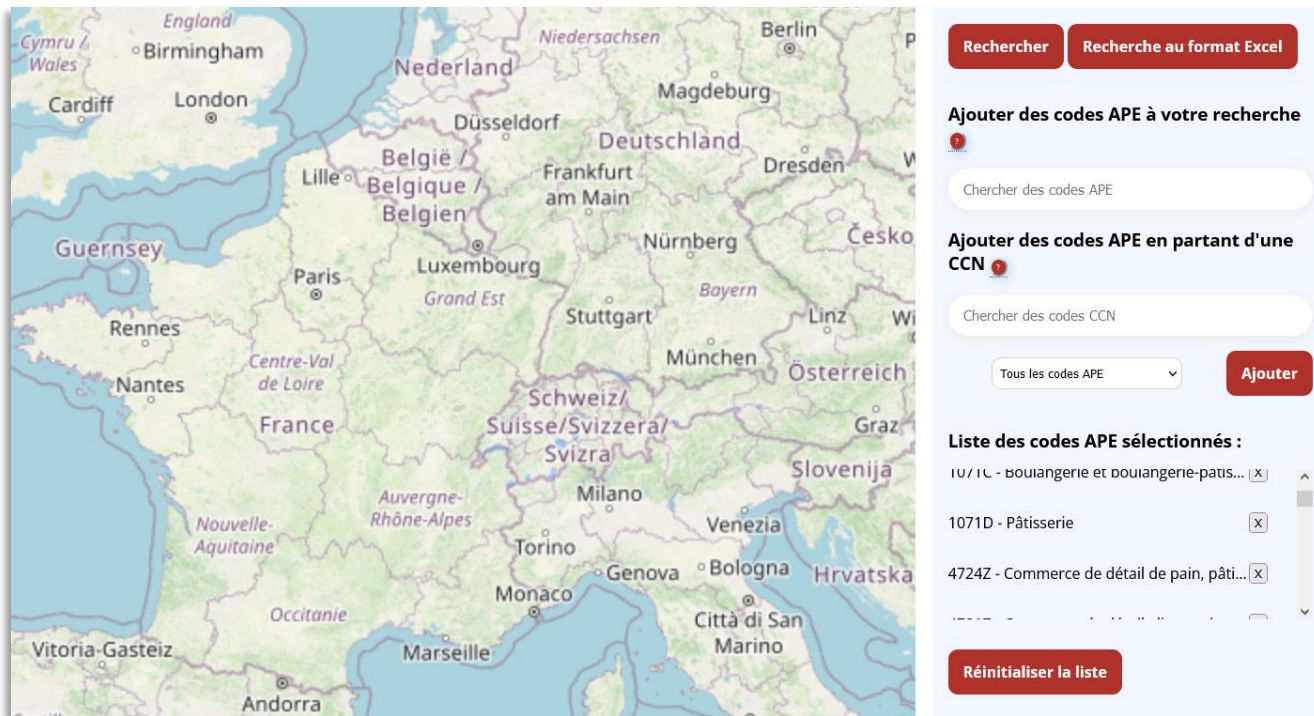 England
Cymru /
Wales
Birmingham
Cardiff
London
Niedersachsen
Berlin
P
Nederland
Magdeburg
Düsseldorf
Deutschland
België /
Belgique /
Belgien
Lille
Frankfurt
am Main
Dresden
W
Guernsey
Luxembourg
Nürnberg
Česko
Paris
Grand Est
Bayern
Rennes
Stuttgart
Linz
Wi
Centre-Val
de Loire
München
Österreich
Nantes
France
Schweiz/
Suisse/Svizzera/
Svizra
Graz
Slovenija
Auvergne-
Rhône-Alpes
Milano
Nouvelle-
Aquitaine
Venezia
Torino
Genova
Bologna
Hrvatska
Monaco
Occitanie
Città di San
Marino
Vitoria-Gasteiz
Marseille
Andorra
Rechercher
Recherche au format Excel
Ajouter des codes APE à votre recherche
?
Chercher des codes APE
Ajouter des codes APE en partant d'une
CCN ?
Chercher des codes CCN
Tous les codes APE
Ajouter
Liste des codes APE sélectionnés :
1071C - Boulangerie et boulangerie-pâtis... X
1071D - Pâtisserie X
4724Z - Commerce de détail de pain, pâti... X
Réinitialiser la liste